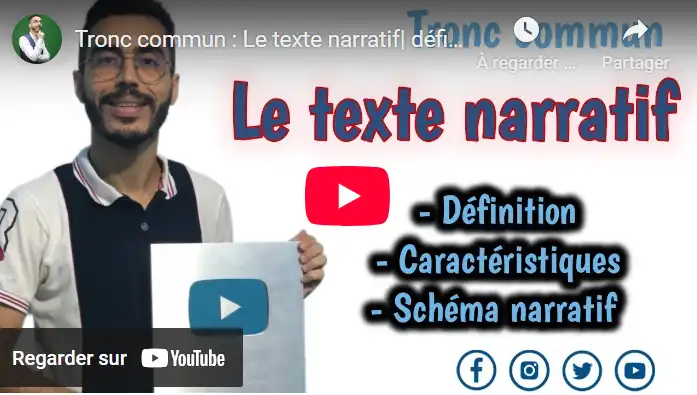 Tronc commun : Le texte narratif| défi...
Tronc commun
À regarder ...
Partager
Le texte narratif
- Définition
- Caractéristiques
- Schéma narratif
Regarder sur YouTube